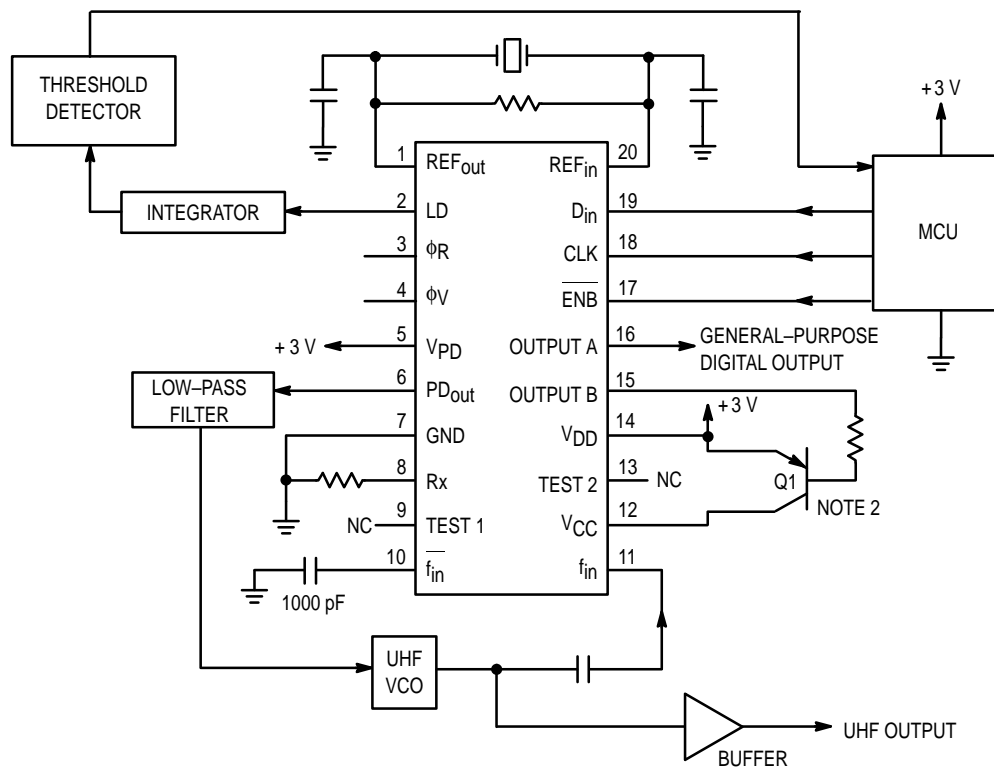 THRESHOLD
DETECTOR
+ 3 V
1
REFout
REFin
20
INTEGRATOR
2
LD
Din
19
MCU
3
ϕR
CLK
18
4
ϕV
ENB
17
+ 3 V
5
VPD
OUTPUT A
16
GENERAL–PURPOSE
DIGITAL OUTPUT
LOW–PASS
FILTER
6
PDout
OUTPUT B
15
+ 3 V
7
GND
VDD
14
8
Rx
TEST 2
13
NC
Q1
NOTE 2
NC
9
TEST 1
VCC
12
10
fin
fin
11
1000 pF
UHF
VCO
BUFFER
UHF OUTPUT